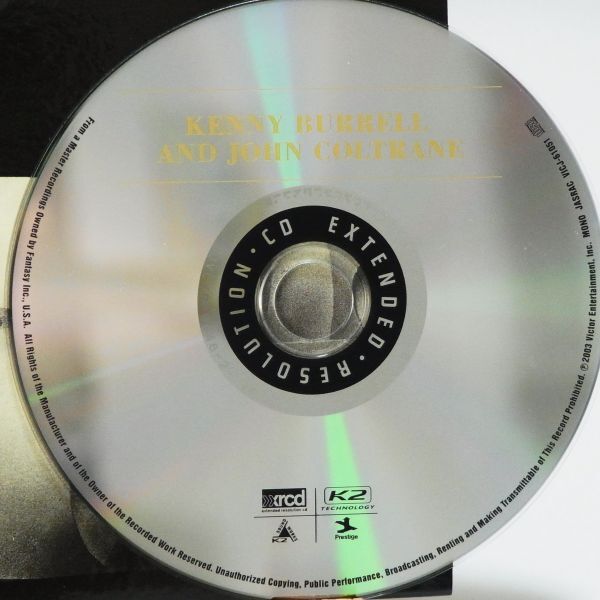 KENNY BURRELL
AND JOHN COLTRANE
CD EXTENDED · RESOLUTION ·
xrcd
extended resolution cd
K2
TECHNOLOGY
K2
Prestige
MONO JASRAC VICJ-61051
From a Master Recordings Owned by Fantasy Inc., U.S.A. All Rights of the Manufacturer and of the Owner of the Recorded Work Reserved. Unauthorized Copying, Public Performance, Broadcasting, Renting and Making Transmittable of This Record Prohibited. ℗ 2003 Victor Entertainment, Inc.